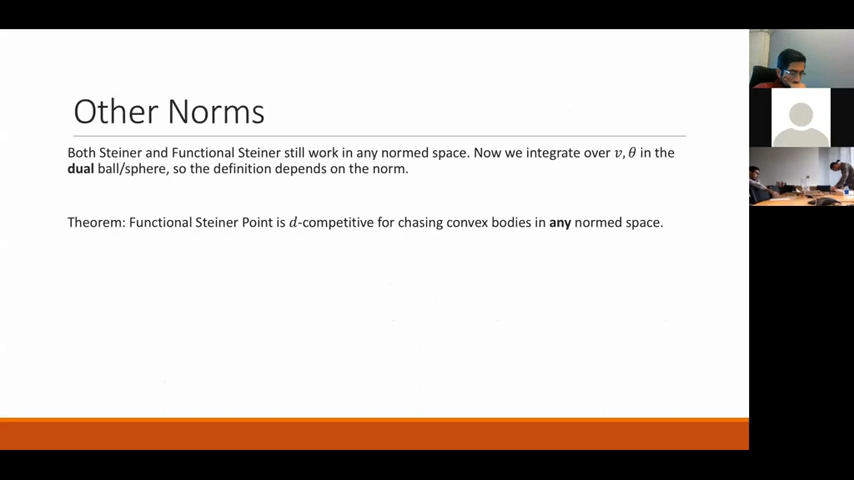 Other Norms
Both Steiner and Functional Steiner still work in any normed space. Now we integrate over v, θ in the
dual ball/sphere, so the definition depends on the norm.
Theorem: Functional Steiner Point is d-competitive for chasing convex bodies in any normed space.